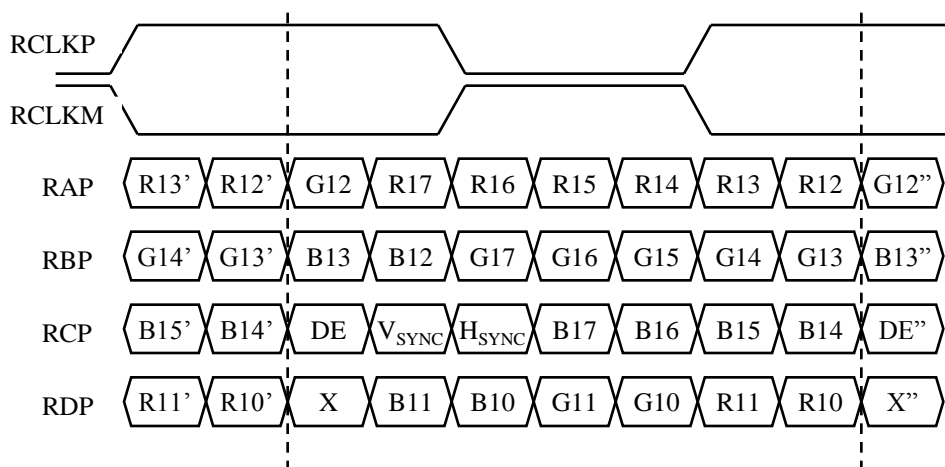 RCLKP
RCLKM
RAP R13’ R12’ G12 R17 R16 R15 R14 R13 R12 G12”
RBP G14’ G13’ B13 B12 G17 G16 G15 G14 G13 B13”
RCP B15’ B14’ DE VSYNC HSYNC B17 B16 B15 B14 DE”
RDP R11’ R10’ X B11 B10 G11 G10 R11 R10 X”